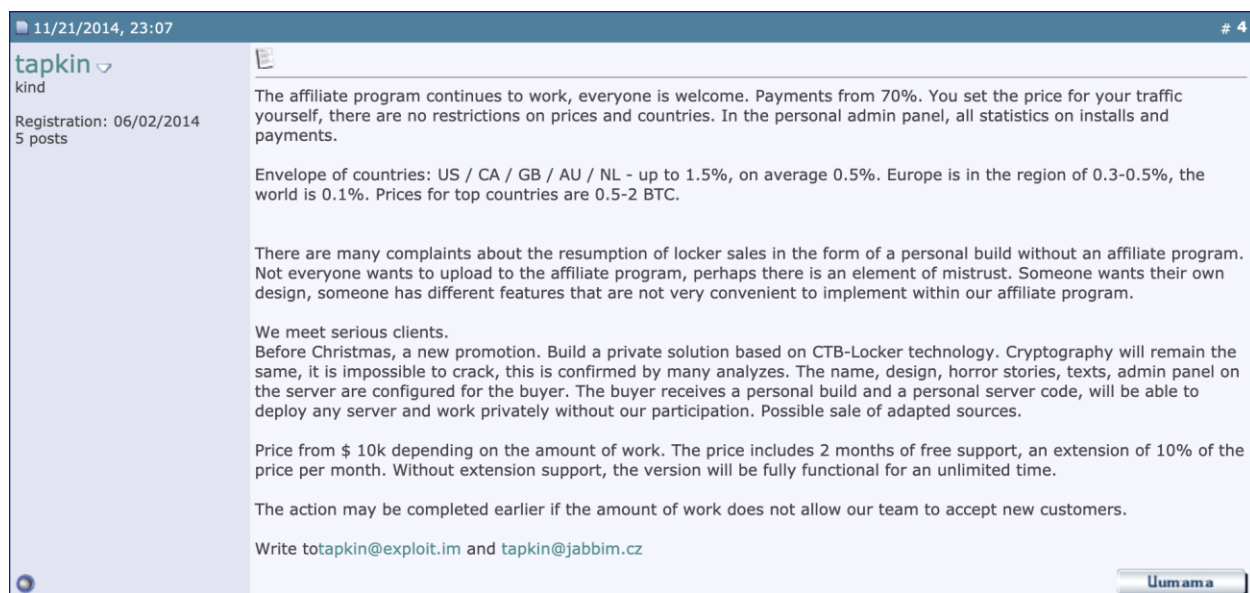 11/21/2014, 23:07
# 4
tapkin
kind
Registration: 06/02/2014
5 posts
The affiliate program continues to work, everyone is welcome. Payments from 70%. You set the price for your traffic
yourself, there are no restrictions on prices and countries. In the personal admin panel, all statistics on installs and
payments.
Envelope of countries: US / CA / GB / AU / NL - up to 1.5%, on average 0.5%. Europe is in the region of 0.3-0.5%, the
world is 0.1%. Prices for top countries are 0.5-2 BTC.
There are many complaints about the resumption of locker sales in the form of a personal build without an affiliate program.
Not everyone wants to upload to the affiliate program, perhaps there is an element of mistrust. Someone wants their own
design, someone has different features that are not very convenient to implement within our affiliate program.
We meet serious clients.
Before Christmas, a new promotion. Build a private solution based on CTB-Locker technology. Cryptography will remain the
same, it is impossible to crack, this is confirmed by many analyzes. The name, design, horror stories, texts, admin panel on
the server are configured for the buyer. The buyer receives a personal build and a personal server code, will be able to
deploy any server and work privately without our participation. Possible sale of adapted sources.
Price from $ 10k depending on the amount of work. The price includes 2 months of free support, an extension of 10% of the
price per month. Without extension support, the version will be fully functional for an unlimited time.
The action may be completed earlier if the amount of work does not allow our team to accept new customers.
Write totapkin@exploit.im and tapkin@jabbim.cz